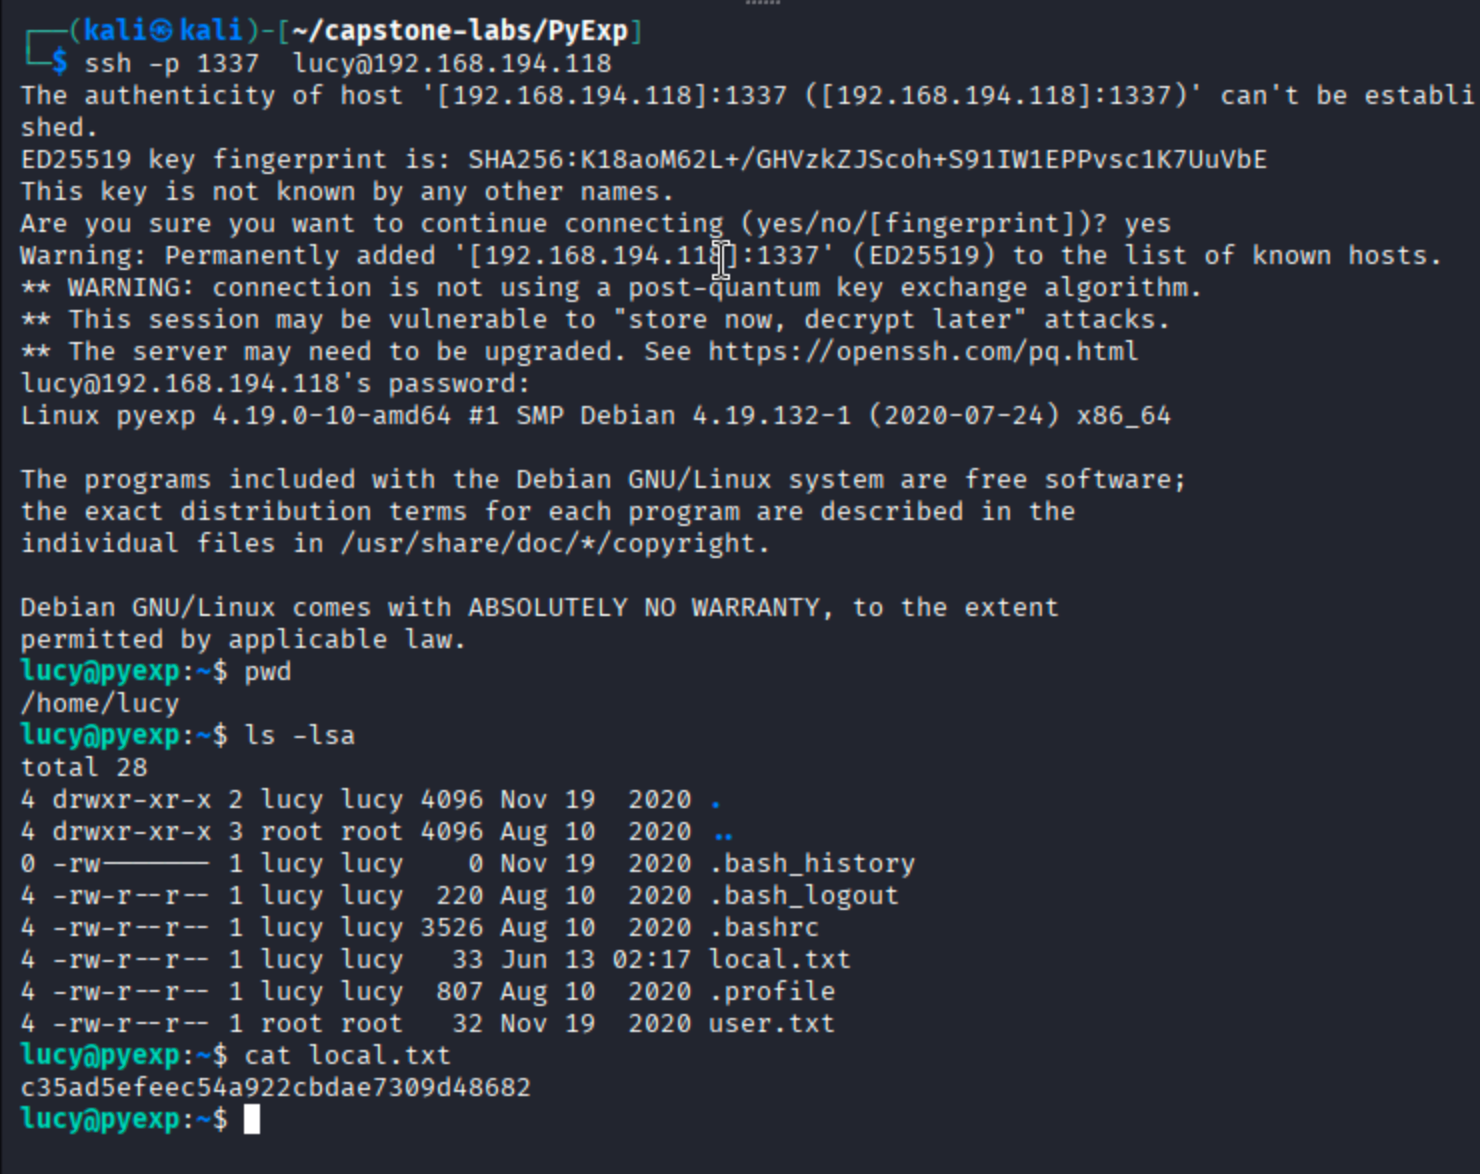 ┌──(kali㉿kali)-[~/capstone-labs/PyExp]
└─$ ssh -p 1337  lucy@192.168.194.118
The authenticity of host '[192.168.194.118]:1337 ([192.168.194.118]:1337)' can't be establi
shed.
ED25519 key fingerprint is: SHA256:K18aoM62L+/GHVzkZJScoh+S91IW1EPPvsc1K7UuVbE
This key is not known by any other names.
Are you sure you want to continue connecting (yes/no/[fingerprint])? yes
Warning: Permanently added '[192.168.194.118]:1337' (ED25519) to the list of known hosts.
** WARNING: connection is not using a post-quantum key exchange algorithm.
** This session may be vulnerable to "store now, decrypt later" attacks.
** The server may need to be upgraded. See https://openssh.com/pq.html
lucy@192.168.194.118's password:
Linux pyexp 4.19.0-10-amd64 #1 SMP Debian 4.19.132-1 (2020-07-24) x86_64

The programs included with the Debian GNU/Linux system are free software;
the exact distribution terms for each program are described in the
individual files in /usr/share/doc/*/copyright.

Debian GNU/Linux comes with ABSOLUTELY NO WARRANTY, to the extent
permitted by applicable law.
lucy@pyexp:~$ pwd
/home/lucy
lucy@pyexp:~$ ls -lsa
total 28
4 drwxr-xr-x 2 lucy lucy 4096 Nov 19  2020 .
4 drwxr-xr-x 3 root root 4096 Aug 10  2020 ..
0 -rw------- 1 lucy lucy    0 Nov 19  2020 .bash_history
4 -rw-r--r-- 1 lucy lucy  220 Aug 10  2020 .bash_logout
4 -rw-r--r-- 1 lucy lucy 3526 Aug 10  2020 .bashrc
4 -rw-r--r-- 1 lucy lucy   33 Jun 13 02:17 local.txt
4 -rw-r--r-- 1 lucy lucy  807 Aug 10  2020 .profile
4 -rw-r--r-- 1 root root   32 Nov 19  2020 user.txt
lucy@pyexp:~$ cat local.txt
c35ad5efeec54a922cbdae7309d48682
lucy@pyexp:~$